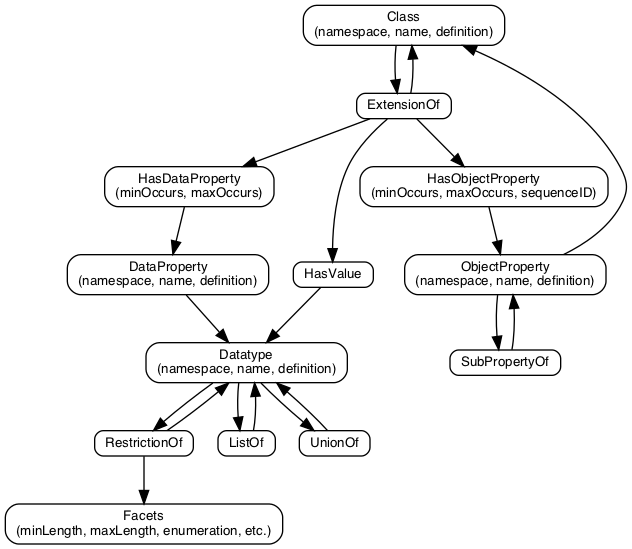 Class
(namespace, name, definition)
ExtensionOf
HasDataProperty
(minOccurs, maxOccurs)
HasObjectProperty
(minOccurs, maxOccurs, sequenceID)
DataProperty
(namespace, name, definition)
HasValue
ObjectProperty
(namespace, name, definition)
Datatype
(namespace, name, definition)
SubPropertyOf
RestrictionOf
ListOf
UnionOf
Facets
(minLength, maxLength, enumeration, etc.)